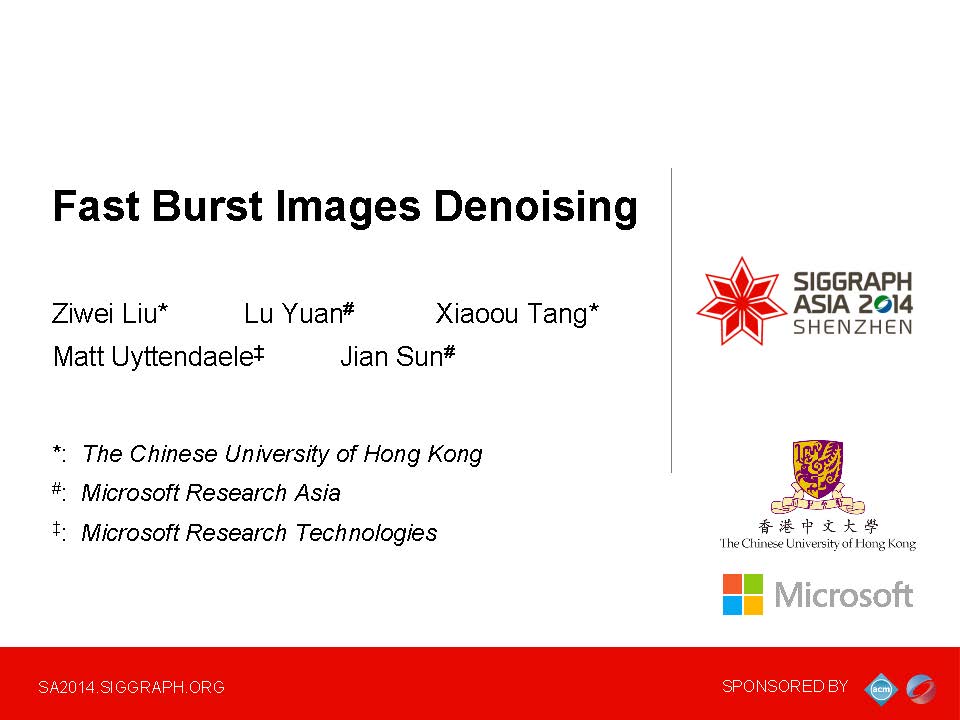 Fast Burst Images Denoising
Ziwei Liu* Lu Yuan# Xiaoou Tang*
Matt Uyttendaele‡ Jian Sun#
*: The Chinese University of Hong Kong
#: Microsoft Research Asia
‡: Microsoft Research Technologies
SIGGRAPH
ASIA 2014
SHENZHEN
香港中文大學
The Chinese University of Hong Kong
Microsoft
SA2014.SIGGRAPH.ORG
SPONSORED BY acm